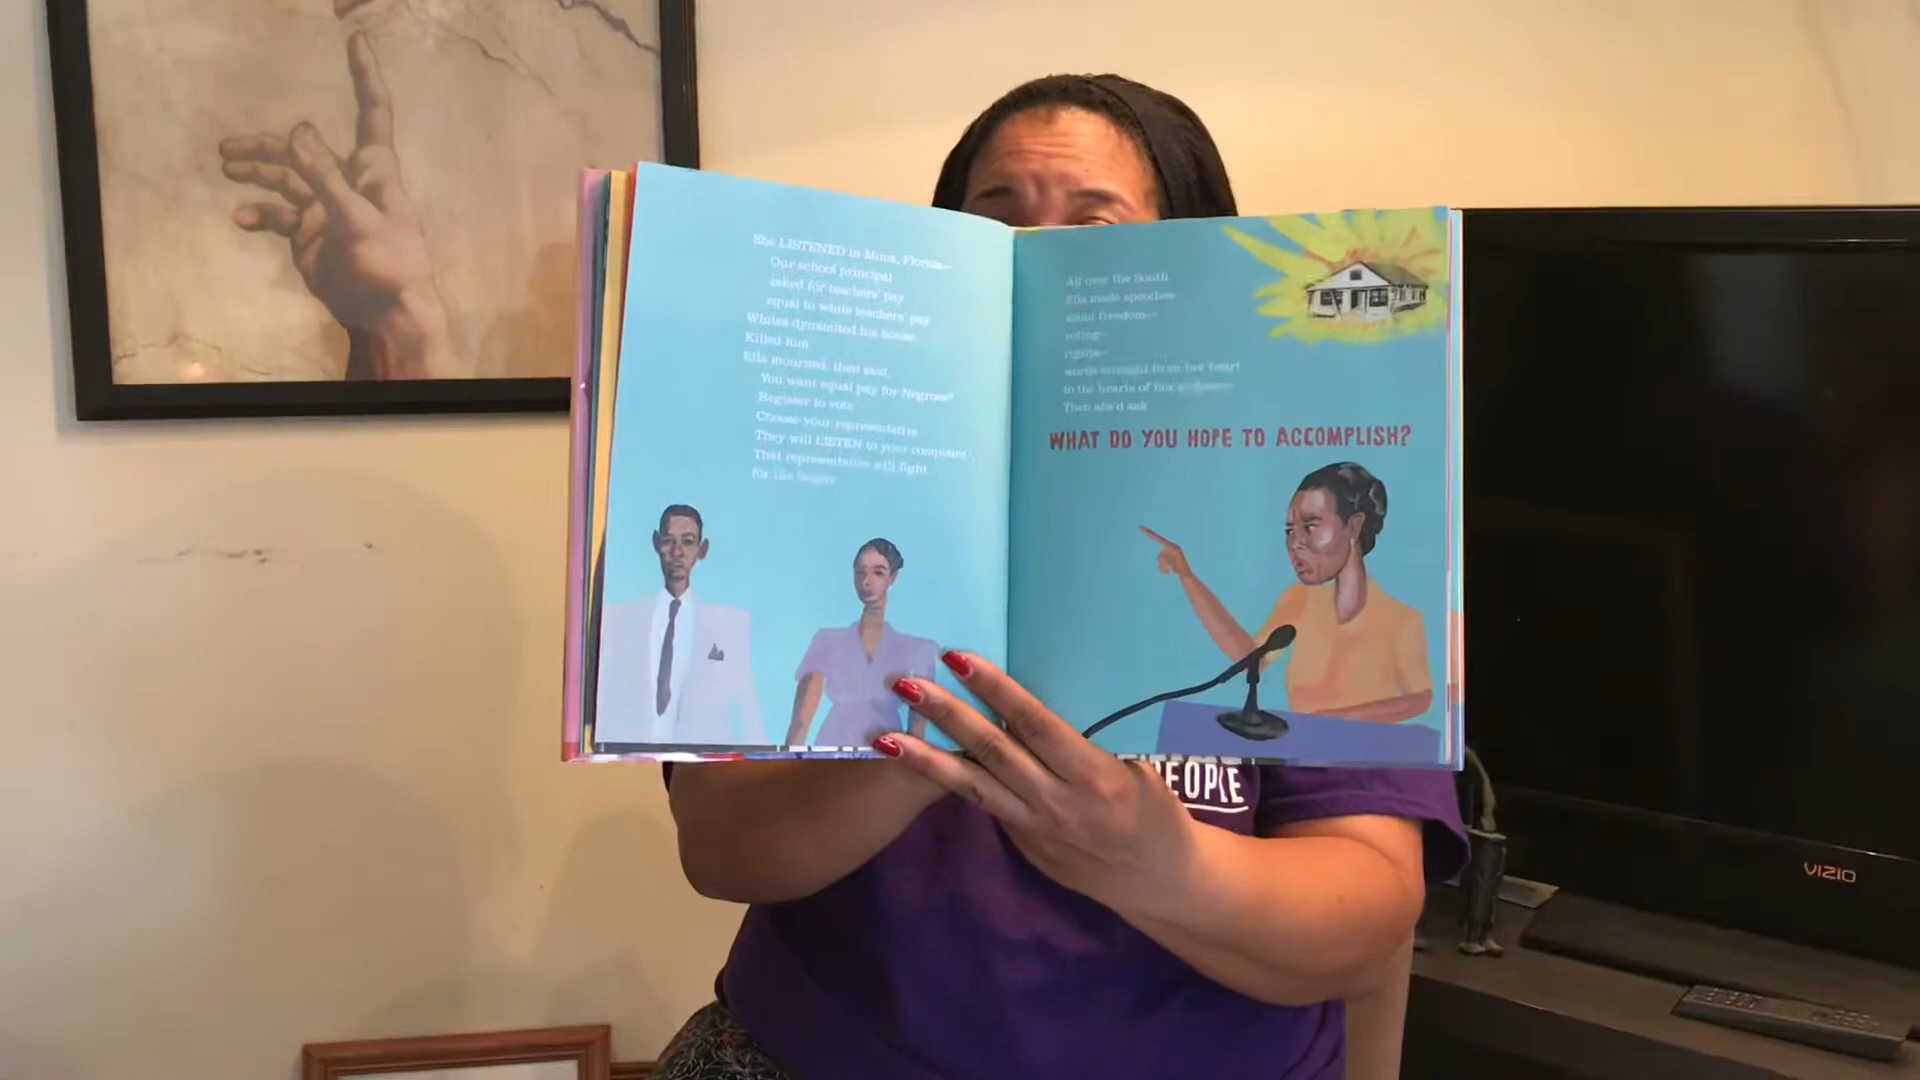 She LISTENED in Mims, Florida—
Our school principal
asked for teachers' pay
equal to white teachers' pay
Whites dynamited his house,
Killed him
Ella mourned, then said,
You want equal pay for Negroes?
Register to vote
Choose your representative.
They will LISTEN to your complaint
That representative will fight
for
All over the South
Ella made speeches
about freedom—
voting—
rights—
words straight from her heart
to the hearts of
Then she'd ask
WHAT DO YOU HOPE TO ACCOMPLISH?
PEOPLE
VIZIO